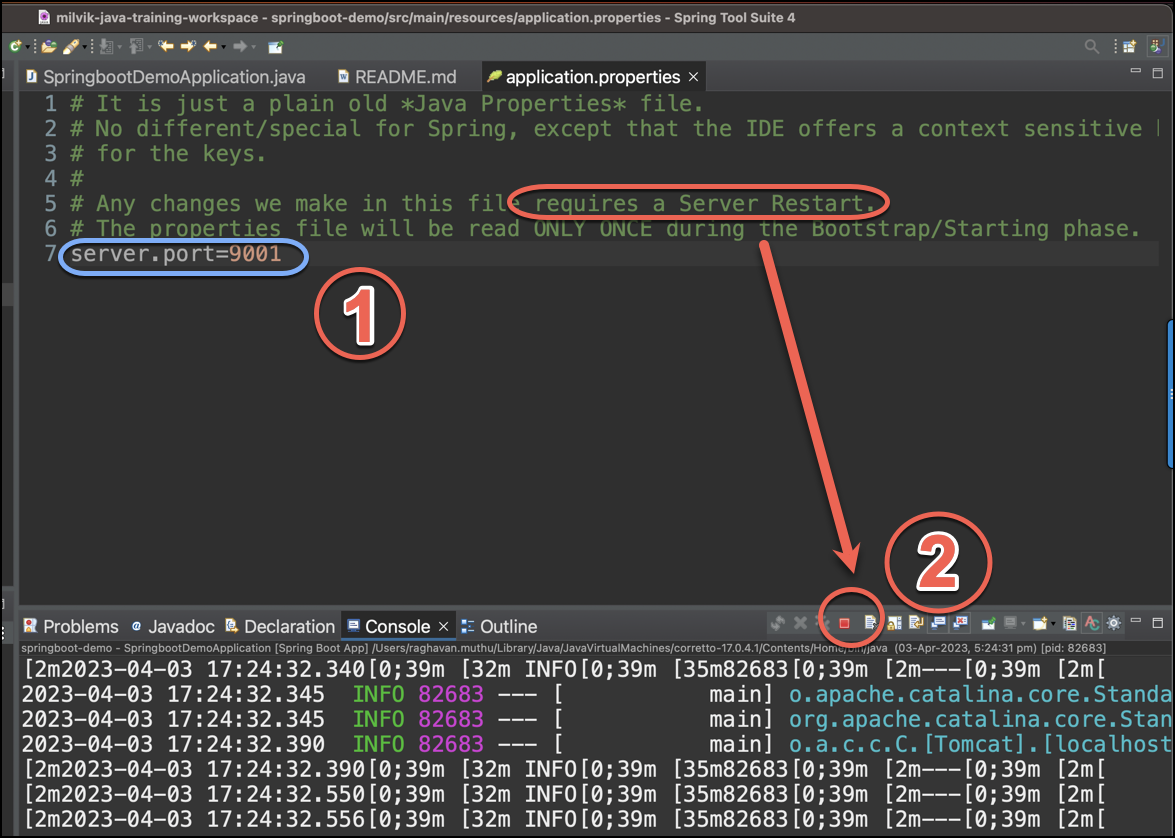 milvik-java-training-workspace - springboot-demo/src/main/resources/application.properties - Spring Tool Suite 4
SpringbootDemoApplication.java README.md application.properties
1 # It is just a plain old *Java Properties* file.
2 # No different/special for Spring, except that the IDE offers a context sensitive
3 # for the keys.
4 #
5 # Any changes we make in this file requires a Server Restart.
6 # The properties file will be read ONLY ONCE during the Bootstrap/Starting phase.
7 server.port=9001
1
2
Problems Javadoc Declaration Console Outline
springboot-demo - SpringbootDemoApplication [Spring Boot App] /Users/raghavan.muthu/Library/Java/JavaVirtualMachines/corretto-17.0.4.1/Contents/Home/bin/java (03-Apr-2023, 5:24:31 pm) [pid: 82683]
[2m2023-04-03 17:24:32.340[0;39m [32m INFO[0;39m [35m82683[0;39m [2m---[0;39m [2m[
2023-04-03 17:24:32.345 INFO 82683 --- [ main] o.apache.catalina.core.Standa
2023-04-03 17:24:32.345 INFO 82683 --- [ main] org.apache.catalina.core.Stan
2023-04-03 17:24:32.390 INFO 82683 --- [ main] o.a.c.c.C.[Tomcat].[localhost
[2m2023-04-03 17:24:32.390[0;39m [32m INFO[0;39m [35m82683[0;39m [2m---[0;39m [2m[
[2m2023-04-03 17:24:32.550[0;39m [32m INFO[0;39m [35m82683[0;39m [2m---[0;39m [2m[
[2m2023-04-03 17:24:32.556[0;39m [32m INFO[0;39m [35m82683[0;39m [2m---[0;39m [2m[